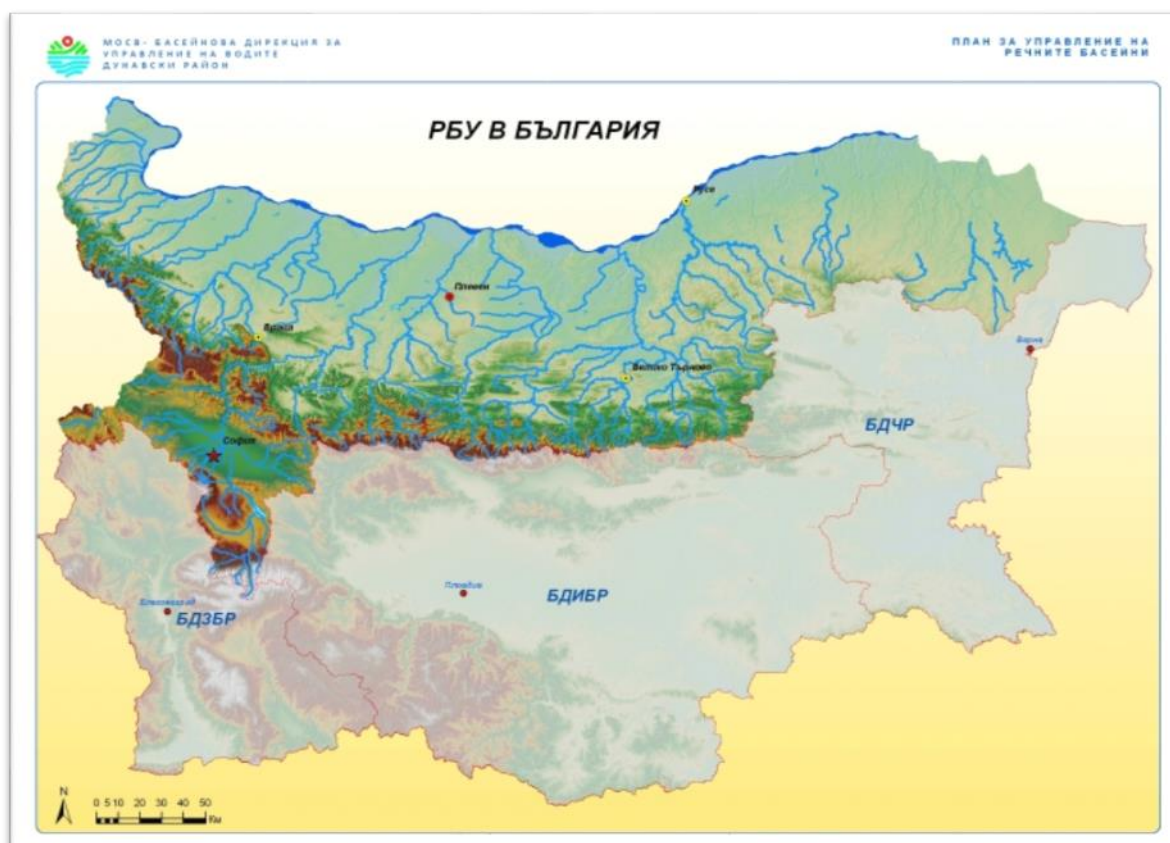 МОСВ- БАСЕЙНОВА ДИРЕКЦИЯ ЗА
УПРАВЛЕНИЕ НА ВОДИТЕ
ДУНАВСКИ РАЙОН
ПЛАН ЗА УПРАВЛЕНИЕ НА
РЕЧНИТЕ БАСЕЙНИ
РБУ В БЪЛГАРИЯ
Русе
Плевен
Враца
Варна
Велико Търново
БДЧР
София
Пловдив
БДИБР
Благоевград
БДЗБР
N
0 5 10 20 30 40 50
Км